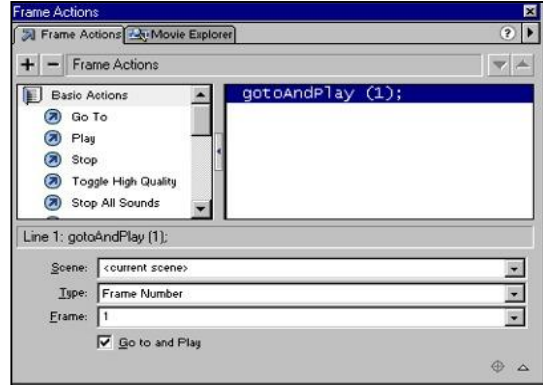 Frame Actions
Frame Actions Movie Explorer ?
+ − Frame Actions
Basic Actions
Go To
Play
Stop
Toggle High Quality
Stop All Sounds
gotoAndPlay (1);
Line 1: gotoAndPlay (1);
Scene: <current scene>
Type: Frame Number
Frame: 1
Go to and Play